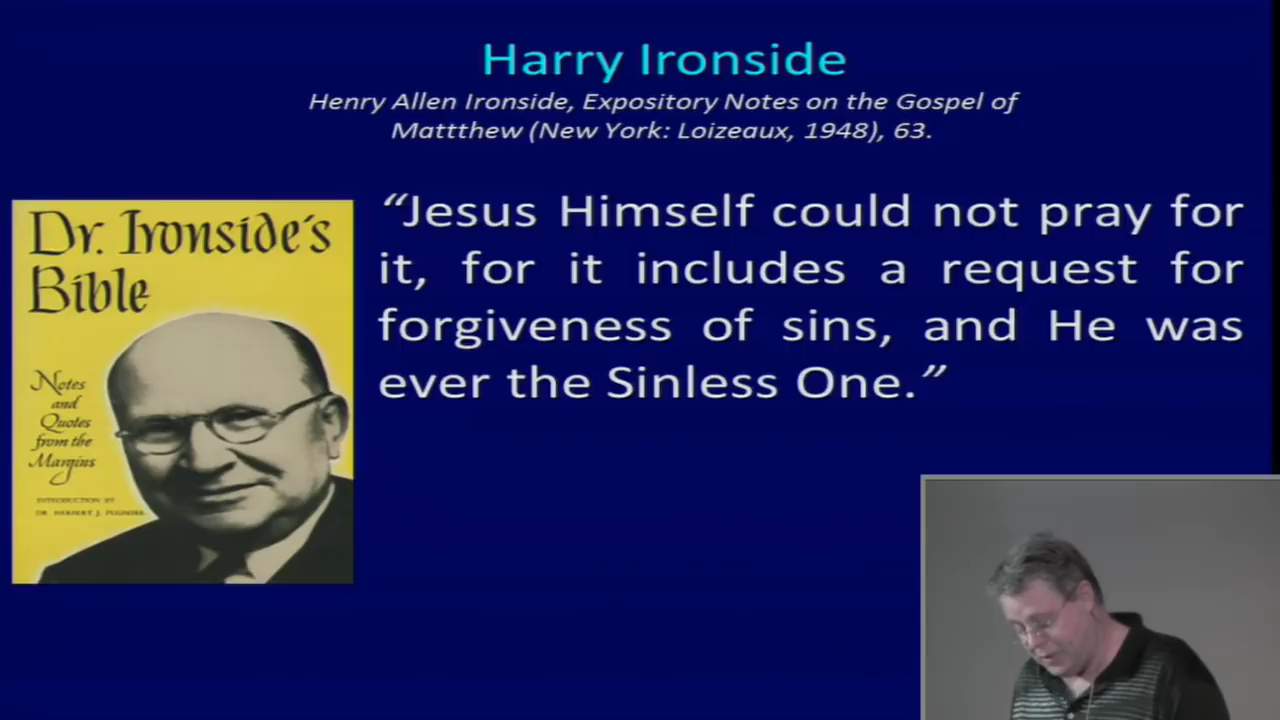 Harry Ironside
Henry Allen Ironside, Expository Notes on the Gospel of
Mattthew (New York: Loizeaux, 1948), 63.
“Jesus Himself could not pray for
it, for it includes a request for
forgiveness of sins, and He was
ever the Sinless One.”
Dr. Ironside's
Bible
Notes
and
Quotes
from the
Margins
INTRODUCTION BY
DR. HERBERT J.